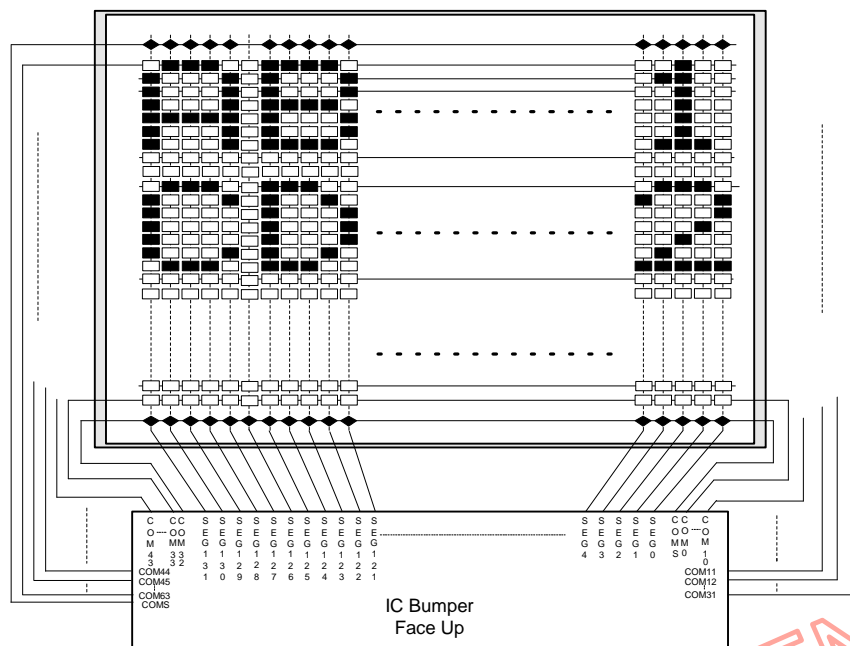 COM43
COM33
COM32
SEG131
SEG130
SEG129
SEG128
SEG127
SEG126
SEG125
SEG124
SEG123
SEG122
SEG121
SEG4
SEG3
SEG2
SEG1
SEG0
COMS
COM0
COM10
COM44
COM45
COM63
COMS
COM11
COM12
COM31
IC Bumper
Face Up